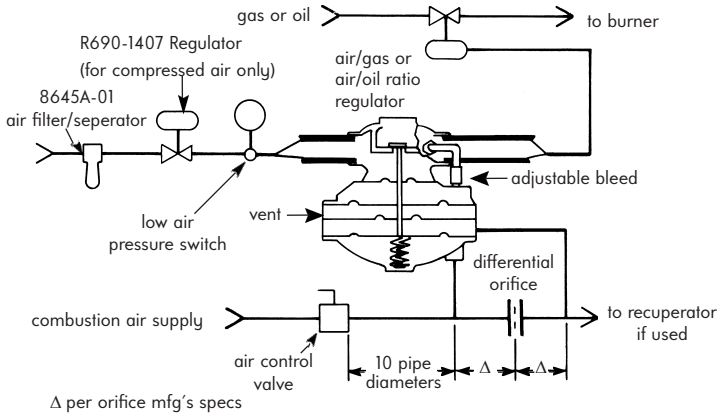 gas or oil
to burner
R690-1407 Regulator
(for compressed air only)
air/gas or
air/oil ratio
regulator
8645A-01
air filter/seperator
adjustable bleed
low air
pressure switch
vent
differential
orifice
combustion air supply
to recuperator
if used
air control
valve
10 pipe
diameters
Δ
Δ
Δ per orifice mfg's specs